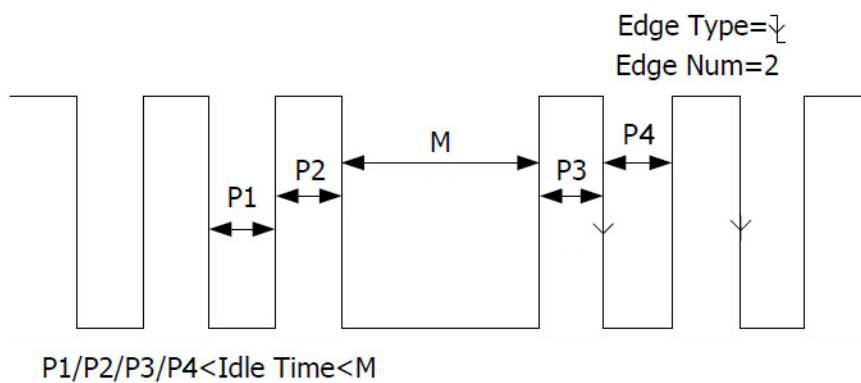 Edge Type=
Edge Num=2
M
P4
P2
P3
P1
P1/P2/P3/P4<Idle Time<M